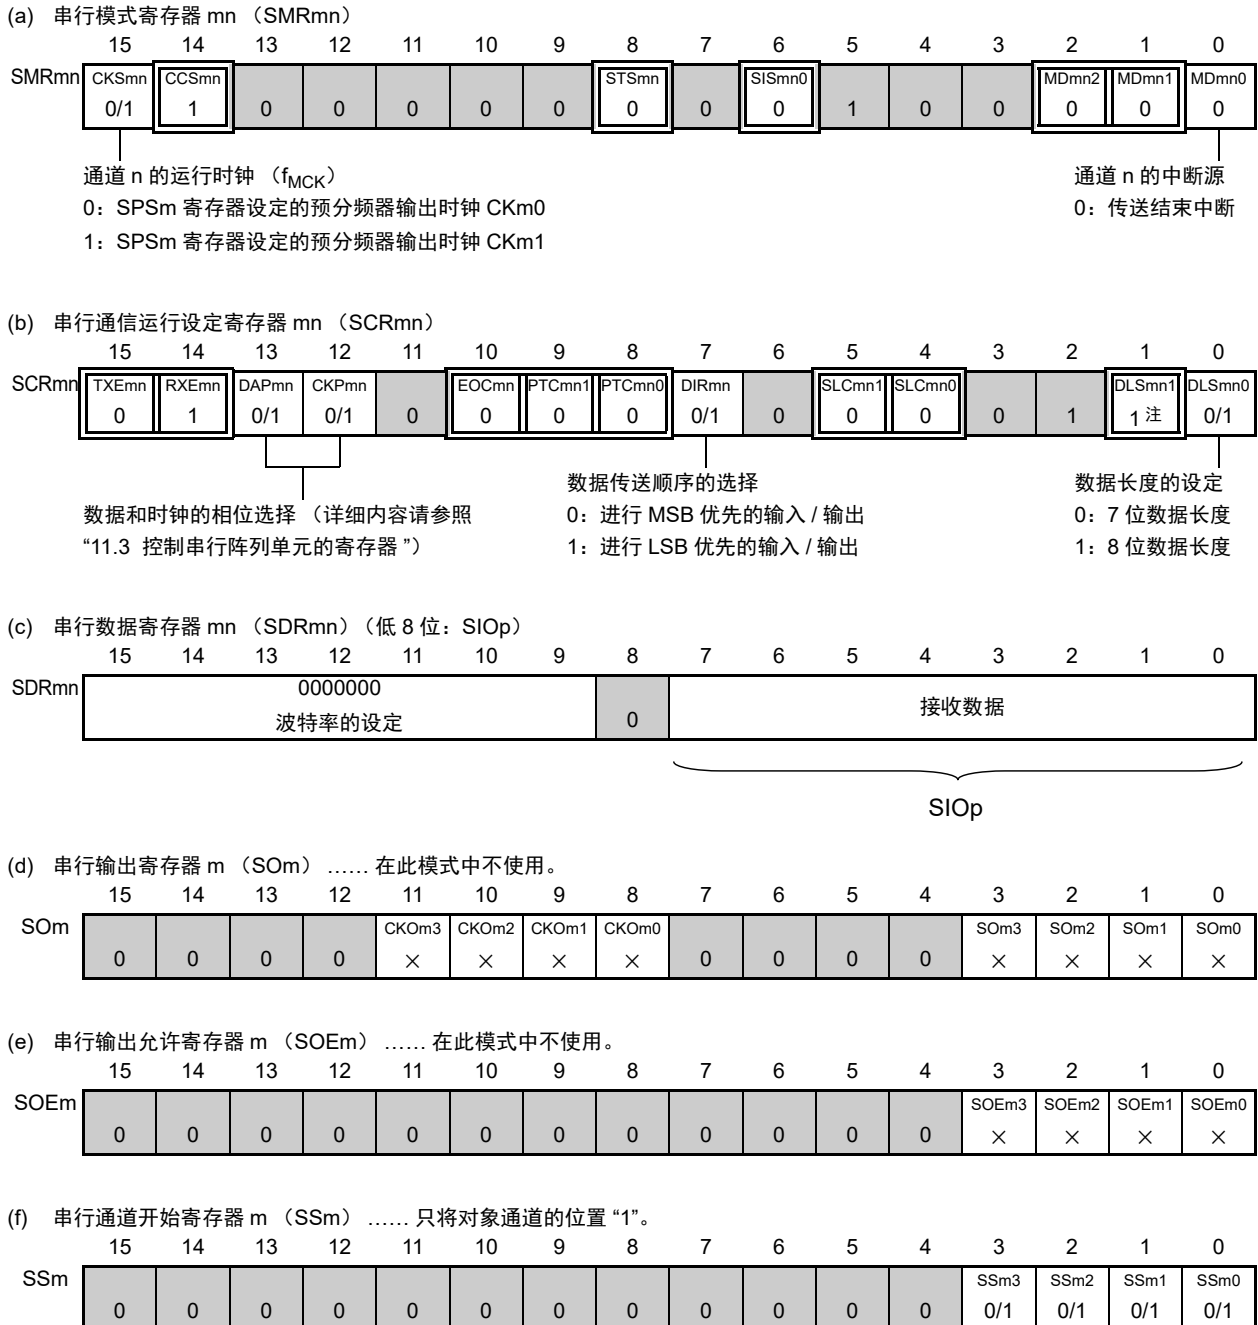 (a) 串行模式寄存器 mn （SMRmn）
15 14 13 12 11 10 9 8 7 6 5 4 3 2 1 0
SMRmn CKSmn CCSmn STSmn SISmn0 MDmn2 MDmn1 MDmn0
0/1 1 0 0 0 0 0 0 0 0 1 0 0 0 0 0
通道 n 的运行时钟 （fMCK） 通道 n 的中断源
0：SPSm 寄存器设定的预分频器输出时钟 CKm0 0：传送结束中断
1：SPSm 寄存器设定的预分频器输出时钟 CKm1
(b) 串行通信运行设定寄存器 mn （SCRmn）
15 14 13 12 11 10 9 8 7 6 5 4 3 2 1 0
SCRmn TXEmn RXEmn DAPmn CKPmn EOCmn PTCmn1 PTCmn0 DIRmn SLCmn1 SLCmn0 DLSmn1 DLSmn0
0 1 0/1 0/1 0 0 0 0 0/1 0 0 0 0 1 1 注 0/1
数据传送顺序的选择 数据长度的设定
数据和时钟的相位选择 （详细内容请参照 0：进行 MSB 优先的输入 / 输出 0：7 位数据长度
“11.3 控制串行阵列单元的寄存器 ”） 1：进行 LSB 优先的输入 / 输出 1：8 位数据长度
(c) 串行数据寄存器 mn （SDRmn）（低 8 位：SIOp）
15 14 13 12 11 10 9 8 7 6 5 4 3 2 1 0
SDRmn 0000000
波特率的设定 0 接收数据
SIOp
(d) 串行输出寄存器 m （SOm） …… 在此模式中不使用。
15 14 13 12 11 10 9 8 7 6 5 4 3 2 1 0
SOm CKOm3 CKOm2 CKOm1 CKOm0 SOm3 SOm2 SOm1 SOm0
0 0 0 0 × × × × 0 0 0 0 × × × ×
(e) 串行输出允许寄存器 m （SOEm） …… 在此模式中不使用。
15 14 13 12 11 10 9 8 7 6 5 4 3 2 1 0
SOEm SOEm3 SOEm2 SOEm1 SOEm0
0 0 0 0 0 0 0 0 0 0 0 0 × × × ×
(f) 串行通道开始寄存器 m （SSm） …… 只将对象通道的位置 “1”。
15 14 13 12 11 10 9 8 7 6 5 4 3 2 1 0
SSm SSm3 SSm2 SSm1 SSm0
0 0 0 0 0 0 0 0 0 0 0 0 0/1 0/1 0/1 0/1